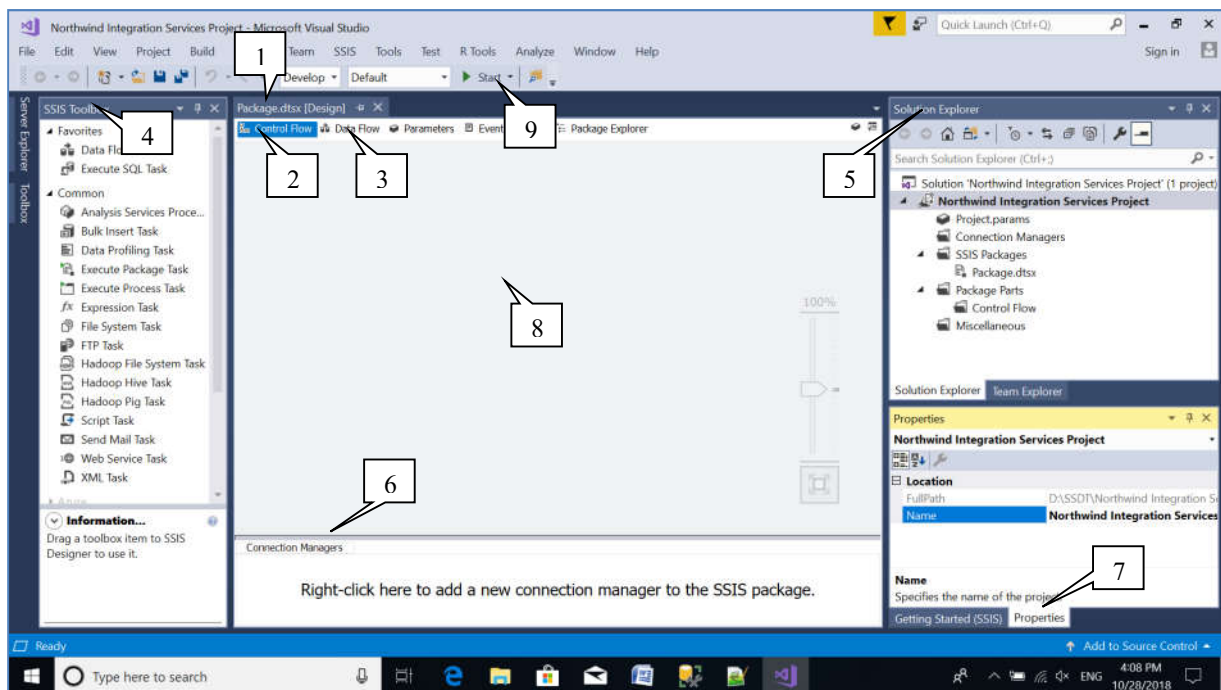 Northwind Integration Services Project - Microsoft Visual Studio
Quick Launch (Ctrl+Q)
File Edit View Project Build Team SSIS Tools Test R Tools Analyze Window Help
Sign in
1
Develop Default Start
Server Explorer
Toolbox
SSIS Toolbox
4
Favorites
Data Flo
Execute SQL Task
Common
Analysis Services Proce...
Bulk Insert Task
Data Profiling Task
Execute Package Task
Execute Process Task
Expression Task
File System Task
FTP Task
Hadoop File System Task
Hadoop Hive Task
Hadoop Pig Task
Script Task
Send Mail Task
Web Service Task
XML Task
Azure
Information...
Drag a toolbox item to SSIS
Designer to use it.
Package.dtsx [Design]
9
Control Flow Data Flow Parameters Event Package Explorer
2
3
8
100%
6
Connection Managers
Right-click here to add a new connection manager to the SSIS package.
Solution Explorer
5
Search Solution Explorer (Ctrl+;)
Solution 'Northwind Integration Services Project' (1 project)
Northwind Integration Services Project
Project.params
Connection Managers
SSIS Packages
Package.dtsx
Package Parts
Control Flow
Miscellaneous
Solution Explorer Team Explorer
Properties
Northwind Integration Services Project
Location
FullPath D:\SSDT\Northwind Integration S
Name Northwind Integration Services
7
Name
Specifies the name of the project
Getting Started (SSIS) Properties
Ready
Add to Source Control
Type here to search
ENG
4:08 PM
10/28/2018